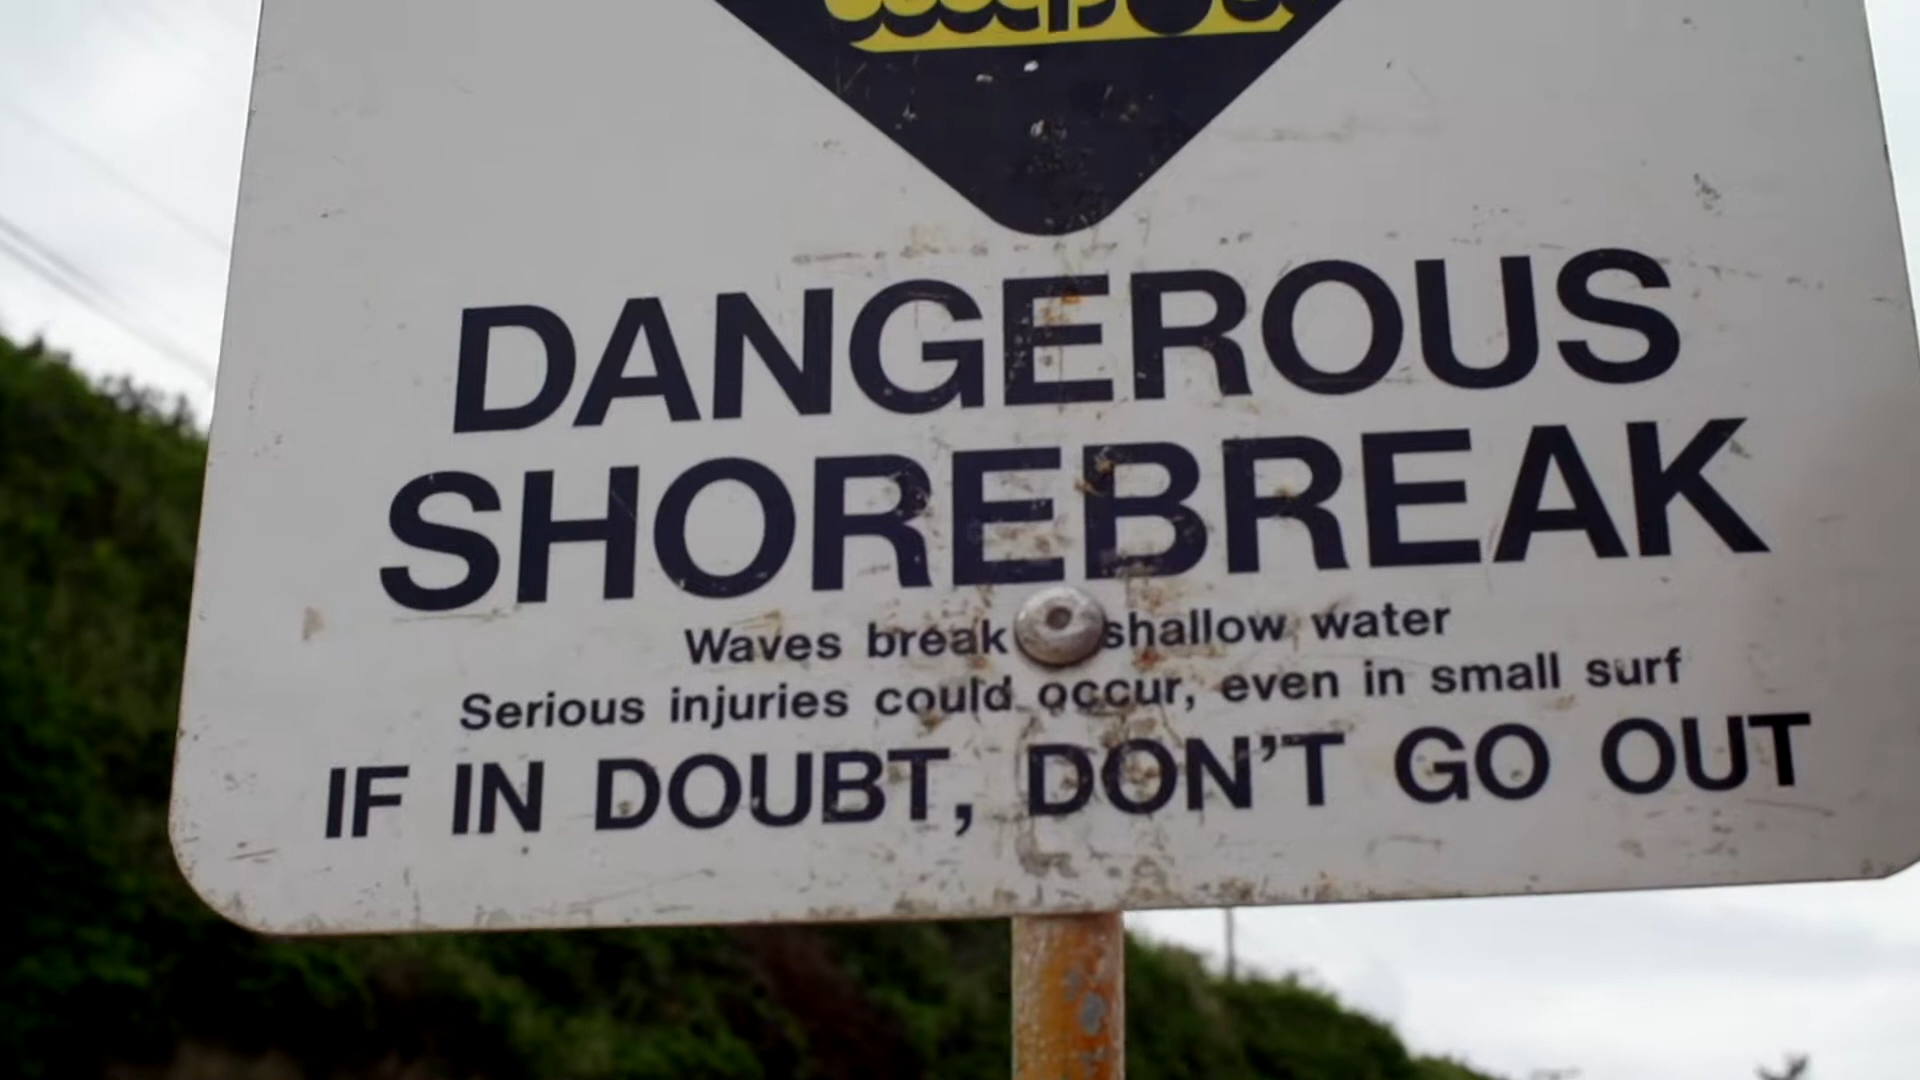 DANGEROUS
SHOREBREAK
Waves break shallow water
Serious injuries could occur, even in small surf
IF IN DOUBT, DON'T GO OUT